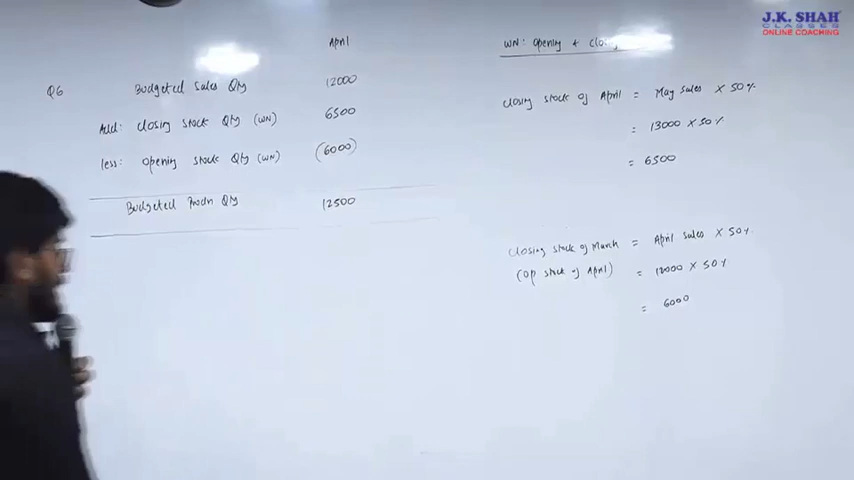 J.K. SHAH
CLASSES
ONLINE COACHING
April
Q6 Budgeted Sales Qty 12000
Add: Closing Stock Qty (WN) 6500
less: Opening Stock Qty (WN) (6000)
Budgeted Prodn Qty 12500
WN: Opening &
Closing Stock of April = May Sales X 50%
= 13000 X 50%
= 6500
Closing Stock of March = April Sales X 50%
(Op Stock of April) = 12000 X 50%
= 6000